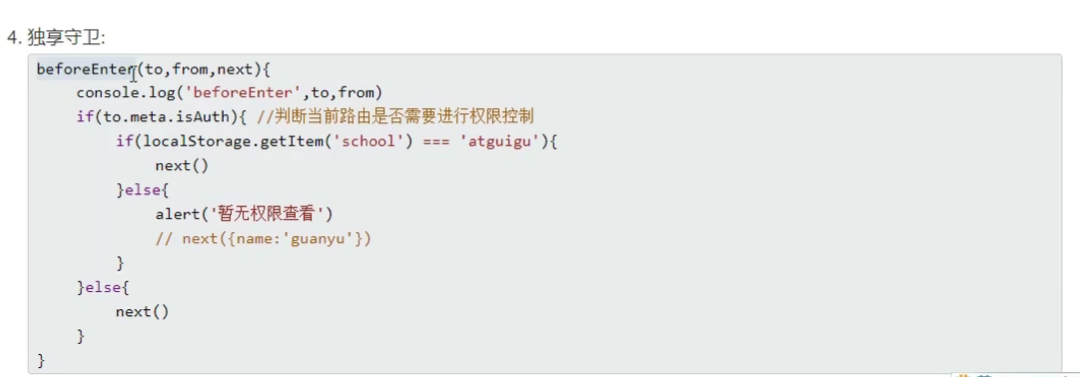 4. 独享守卫:
beforeEnter(to,from,next){
    console.log('beforeEnter',to,from)
    if(to.meta.isAuth){ //判断当前路由是否需要进行权限控制
        if(localStorage.getItem('school') === 'atguigu'){
            next()
        }else{
            alert('暂无权限查看')
            // next({name:'guanyu'})
        }
    }else{
        next()
    }
}